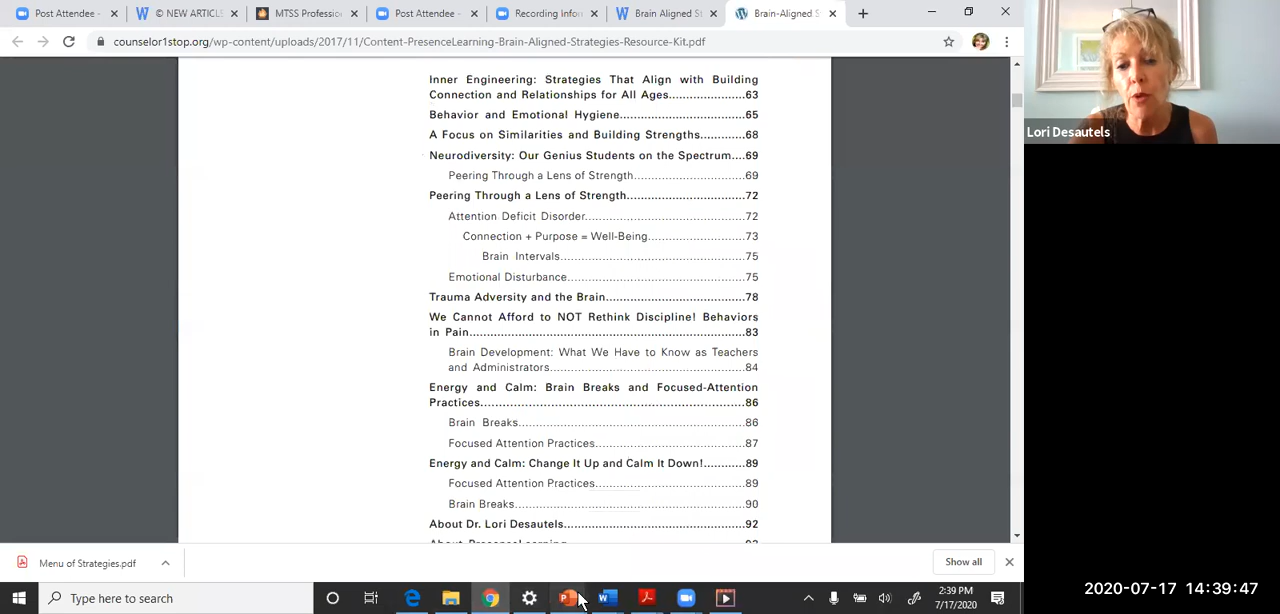 Post Attendee -
© NEW ARTICL
MTSS Professio
Post Attendee -
Recording Infor
Brain Aligned St
Brain-Aligned S
counselor1stop.org/wp-content/uploads/2017/11/Content-PresenceLearning-Brain-Aligned-Strategies-Resource-Kit.pdf
Inner Engineering: Strategies That Align with Building
Connection and Relationships for All Ages.....................63
Behavior and Emotional Hygiene..................................65
A Focus on Similarities and Building Strengths...........68
Neurodiversity: Our Genius Students on the Spectrum....69
Peering Through a Lens of Strength............................69
Peering Through a Lens of Strength.................................72
Attention Deficit Disorder.............................................72
Connection + Purpose = Well-Being........................73
Brain Intervals..................................................75
Emotional Disturbance.................................................75
Trauma Adversity and the Brain......................................78
We Cannot Afford to NOT Rethink Discipline! Behaviors
in Pain......................................................................83
Brain Development: What We Have to Know as Teachers
and Administrators......................................................84
Energy and Calm: Brain Breaks and Focused-Attention
Practices....................................................................86
Brain Breaks...............................................................86
Focused Attention Practices..........................................87
Energy and Calm: Change It Up and Calm It Down!...........89
Focused Attention Practices..........................................89
Brain Breaks...............................................................90
About Dr. Lori Desautels................................................92
Lori Desautels
Menu of Strategies.pdf
Show all
Type here to search
2:39 PM
7/17/2020
2020-07-17 14:39:47